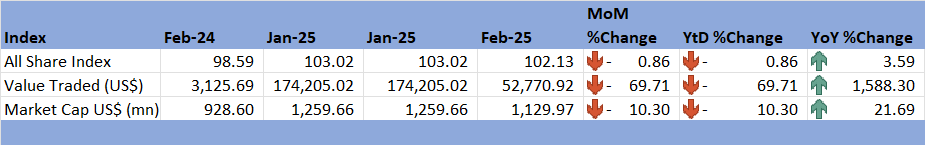 MoM
Index Feb-24 Jan-25 Jan-25 Feb-25 %Change YtD %Change YoY %Change
All Share Index 98.59 103.02 103.02 102.13 - 0.86 - 0.86 3.59
Value Traded (US$) 3,125.69 174,205.02 174,205.02 52,770.92 - 69.71 - 69.71 1,588.30
Market Cap US$ (mn) 928.60 1,259.66 1,259.66 1,129.97 - 10.30 - 10.30 21.69